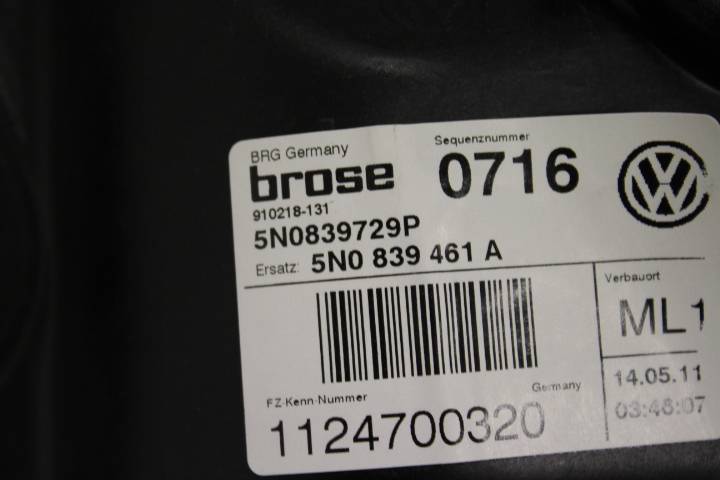 BRG Germany
Sequenznummer
brose
0716
910218-131
5N0839729P
Ersatz: 5N0 839 461 A
Verbauort
ML1
Germany
14.05.11
FZ-Kenn-Nummer
03:46:07
1124700320